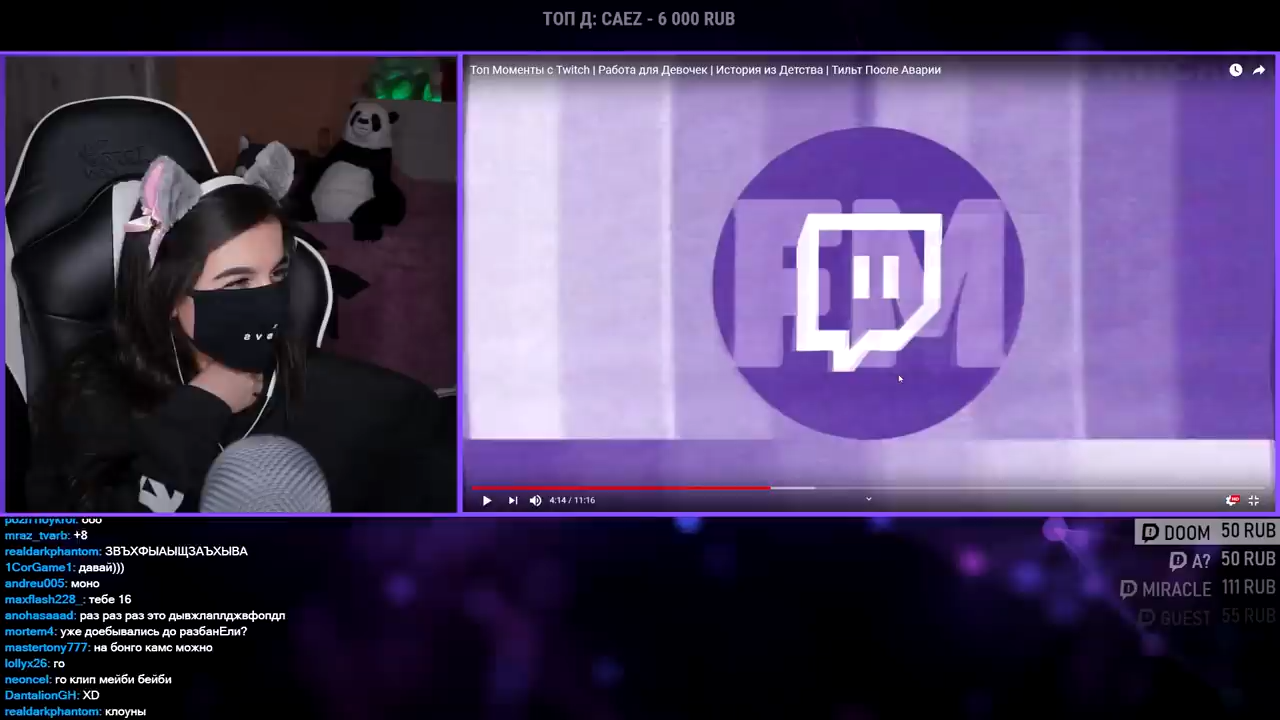 ТОП Д: CAEZ - 6 000 RUB
Топ Моменты с Twitch | Работа для Девочек | История из Детства | Тильт После Аварии
FM
4:14 / 11:16
HD
ooo
mraz_tvarb: +8
realdarkphantom: ЗВЪХФЫАЫЩЗАЪХЫВА
1CorGame1: давай)))
andreu005: моно
maxflash228_: тебе 16
anohasaaad: раз раз раз это дывжлаплджвфопдл
mortem4: уже доебывались до разбанЕли?
mastertony777: на бонго камс можно
lollyx26: го
neoncel: го клип мейби бейби
DantalionGH: XD
realdarkphantom: клоуны
DOOM 50 RUB
A? 50 RUB
MIRACLE 111 RUB
GUEST 55 RUB